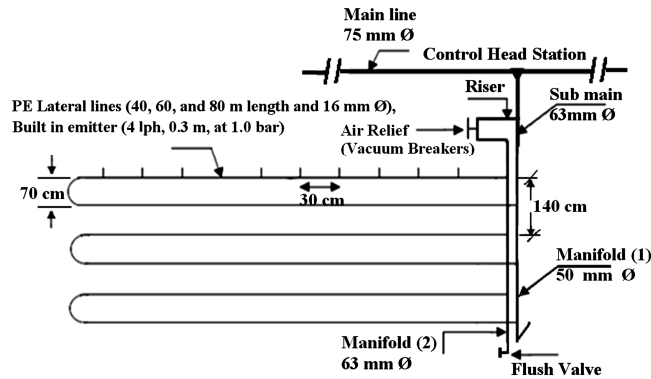 Main line
75 mm Ø
Control Head Station
Riser
Sub main
63mm Ø
PE Lateral lines (40, 60, and 80 m length and 16 mm Ø),
Built in emitter (4 lph, 0.3 m, at 1.0 bar)
Air Relief
(Vacuum Breakers)
70 cm
30 cm
140 cm
Manifold (1)
50 mm Ø
Manifold (2)
63 mm Ø
Flush Valve